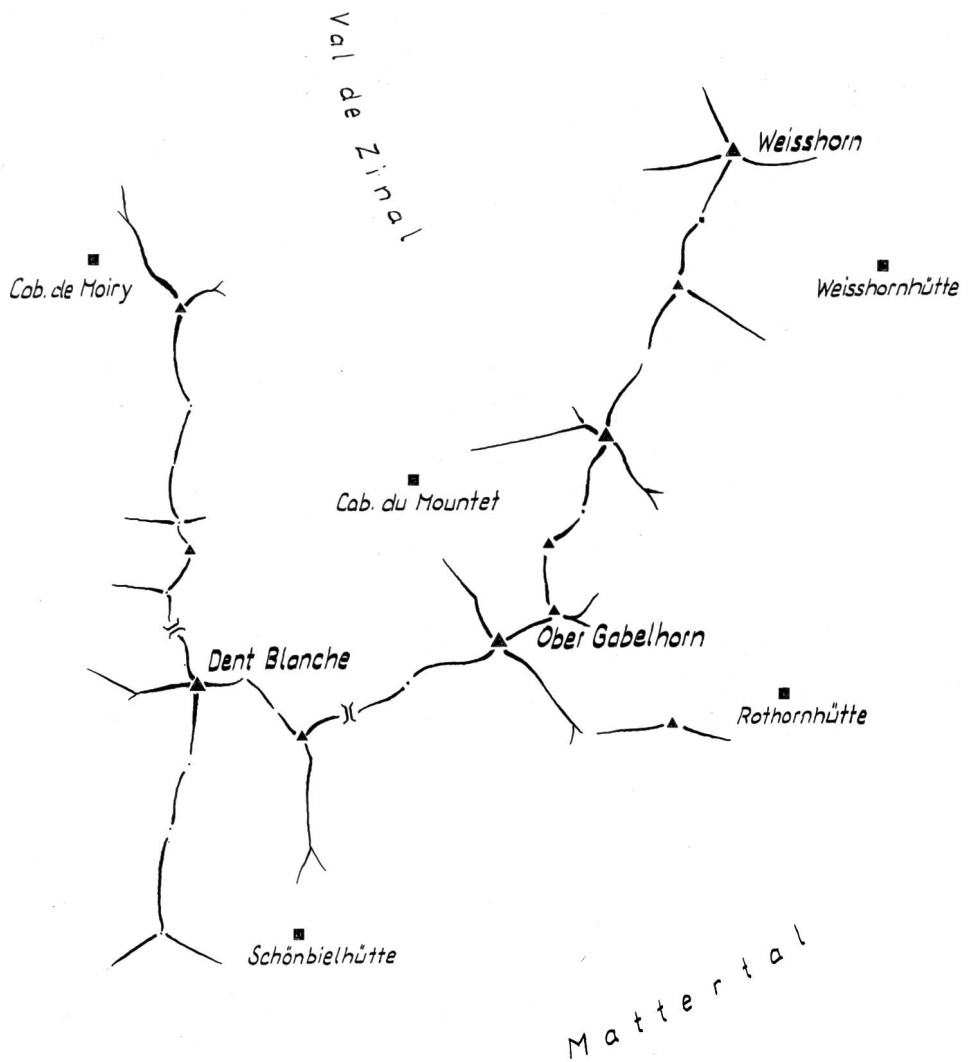 Val de Zinal
Weisshorn
Cab. de Moiry
Weisshornhütte
Cab. du Mountet
Ober Gabelhorn
Dent Blanche
Rothornhütte
Schönbielhütte
Mattertal